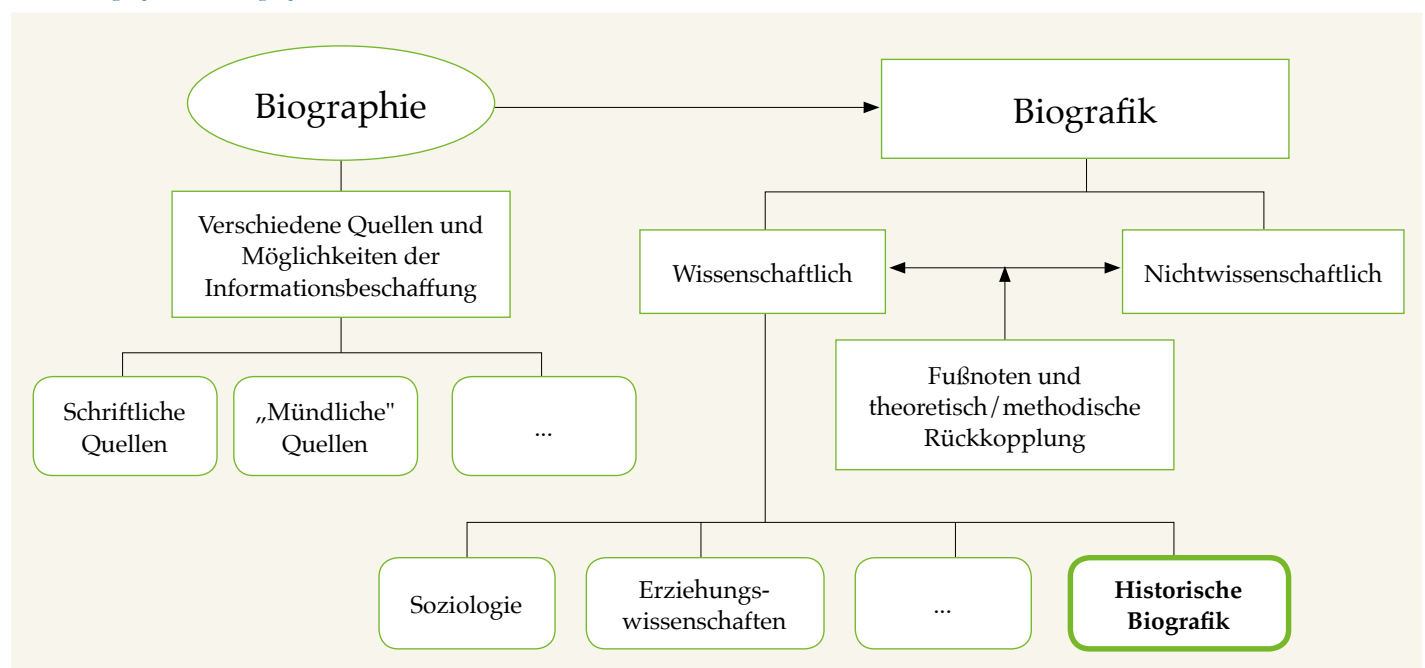 Biographie
Biografik
Verschiedene Quellen und
Möglichkeiten der
Informationsbeschaffung
Wissenschaftlich
Nichtwissenschaftlich
Fußnoten und
theoretisch/methodische
Rückkopplung
Schriftliche
Quellen
„Mündliche"
Quellen
...
Soziologie
Erziehungs-
wissenschaften
...
Historische
Biografik